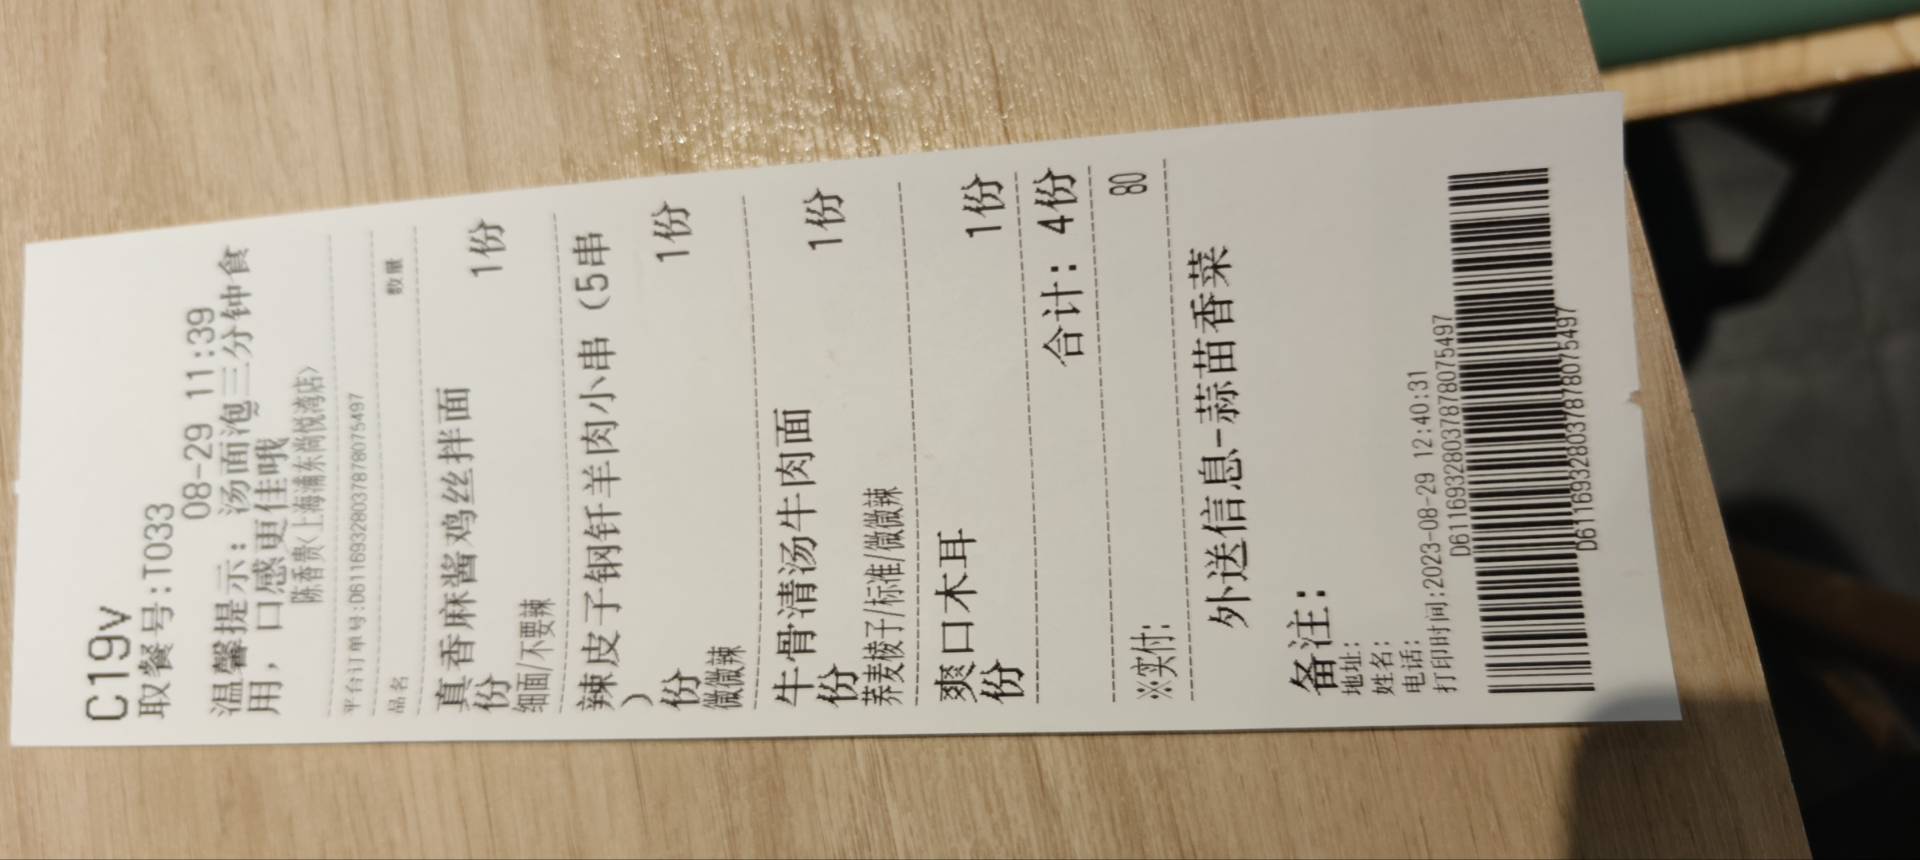 C19v
取餐号:T033
08-29 11:39
温馨提示: 汤面泡三分钟食
用，口感更佳哦
陈香贵<上海浦东尚悦湾店>
平台订单号:D6116932803787878075497
品名 数量
真香麻酱鸡丝拌面 1份
份
细面/不要辣
辣皮子钢钎羊肉小串（5串
） 1份
份
微微辣
牛骨清汤牛肉面 1份
份
荞麦棱子/标准/微微辣
爽口木耳 1份
份
合计: 4份
※实付: 80
外送信息-蒜苗香菜
备注:
地址:
姓名:
电话:
打印时间:2023-08-29 12:40:31
D6116932803787878075497
D6116932803787878075497